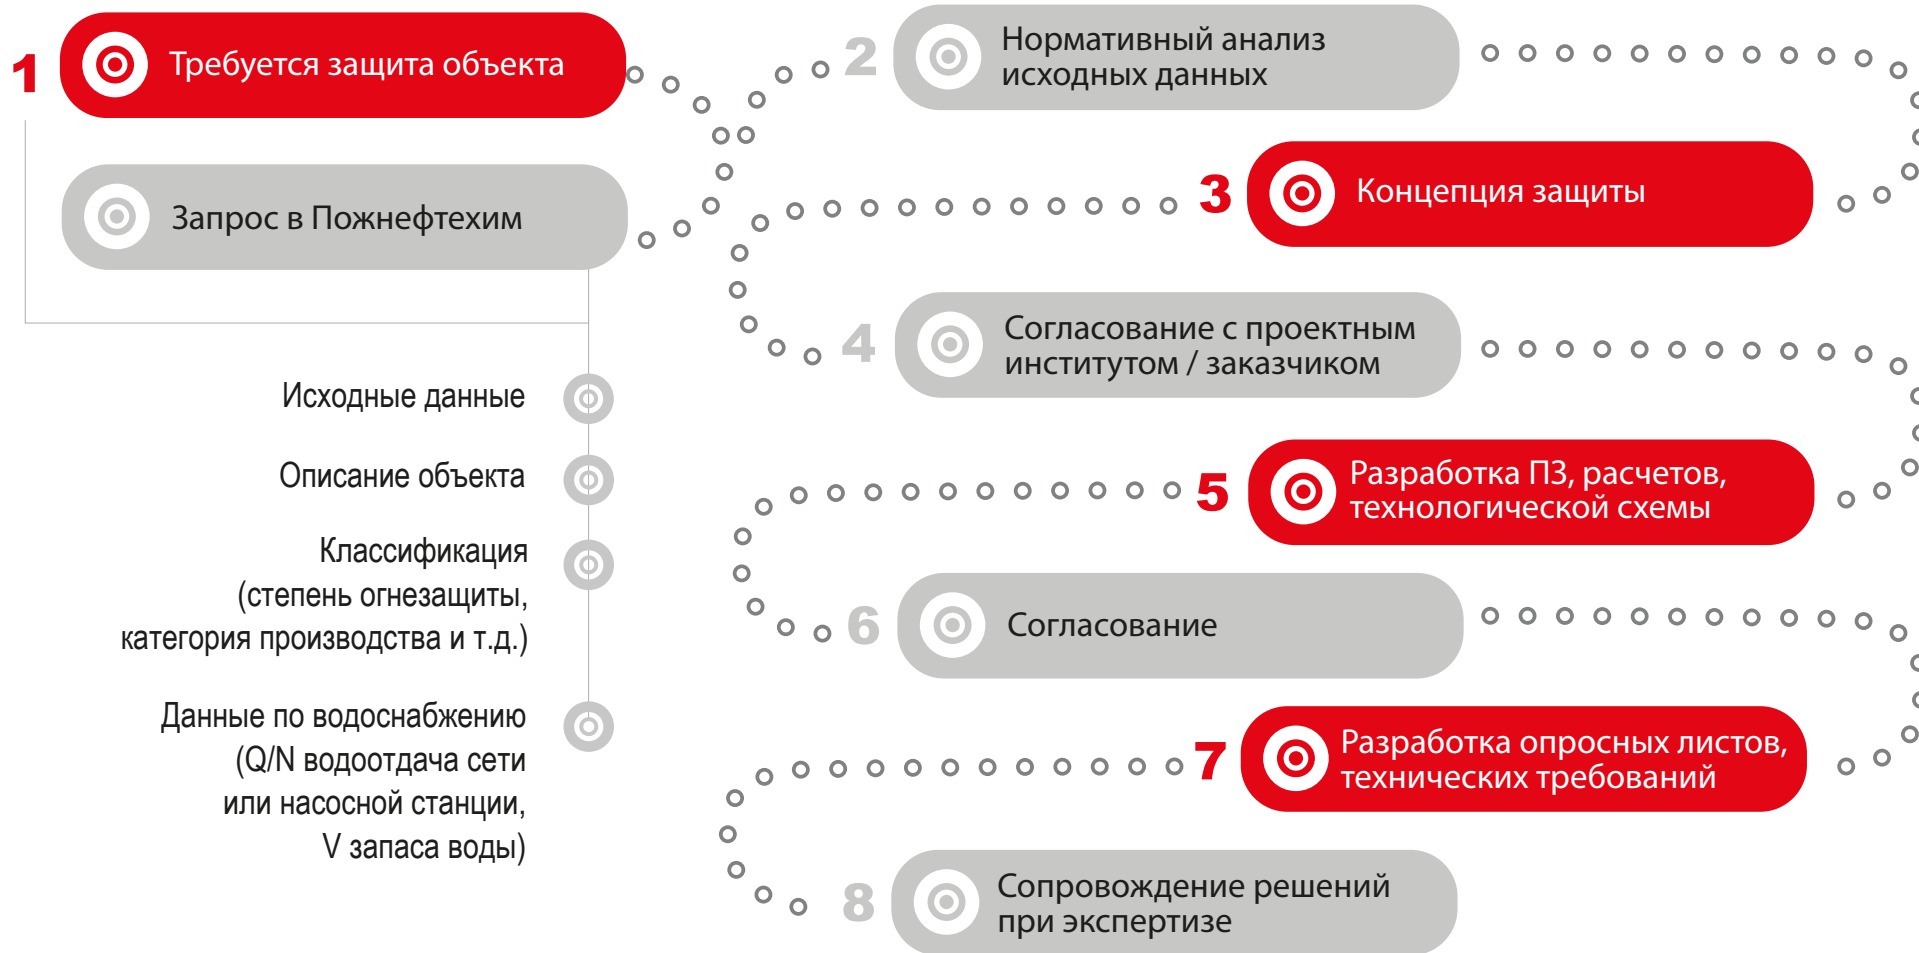 1
Требуется защита объекта
Запрос в Пожнефтехим
Исходные данные
Описание объекта
Классификация
(степень огнезащиты,
категория производства и т.д.)
Данные по водоснабжению
(Q/N водоотдача сети
или насосной станции,
V запаса воды)
2
Нормативный анализ
исходных данных
3
Концепция защиты
4
Согласование с проектным
институтом / заказчиком
5
Разработка ПЗ, расчетов,
технологической схемы
6
Согласование
7
Разработка опросных листов,
технических требований
8
Сопровождение решений
при экспертизе